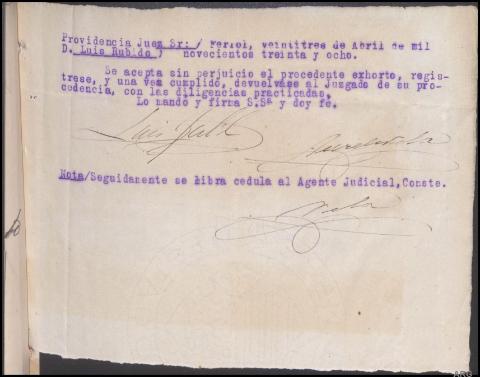 Providencia Juez Sr:/ Ferrol, veintitres de Abril de mil
D. Luis Rubido ) novecientos treinta y ocho.
Se acepta sin perjuicio el precedente exhorto, regis-
trese, y una vez cumplido, devuelvase al Juzgado de su pro-
cedencia, con las diligencias practicadas.
Lo mando y firma S.Sª y doy fe.
Luis
Nota/Seguidamente se libra cedula al Agente Judicial,Conste.